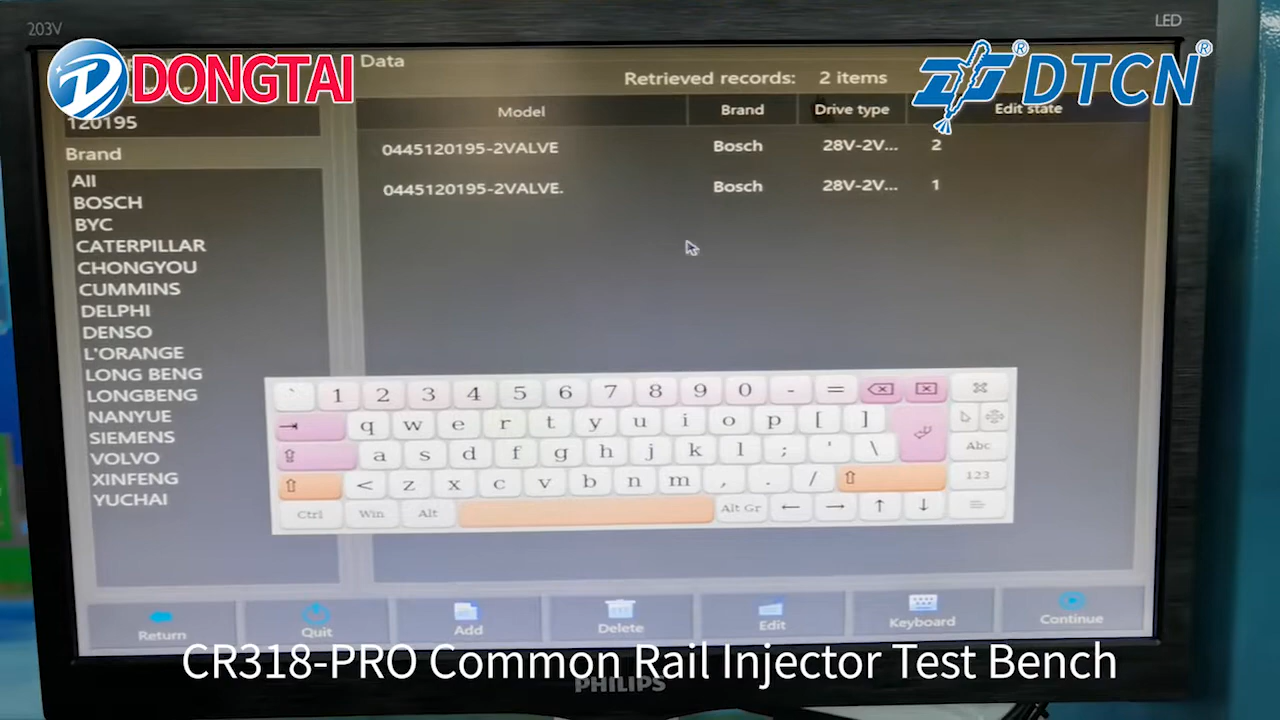 203V
LED
DONGTAI
Data
Retrieved records: 2 items
DTCN
®
®
120195
Model Brand Drive type Edit state
Brand
0445120195-2VALVE Bosch 28V-2V... 2
0445120195-2VALVE. Bosch 28V-2V... 1
All
BOSCH
BYC
CATERPILLAR
CHONGYOU
CUMMINS
DELPHI
DENSO
L'ORANGE
LONG BENG
LONGBENG
NANYUE
SIEMENS
VOLVO
XINFENG
YUCHAI
` 1 2 3 4 5 6 7 8 9 0 - =
q w e r t y u i o p [ ]
a s d f g h j k l ; ' \ Abc
< z x c v b n m , . / 123
Ctrl Win Alt Alt Gr ← → ↑ ↓
Return Quit Add Delete Edit Keyboard Continue
CR318-PRO Common Rail Injector Test Bench
PHILIPS